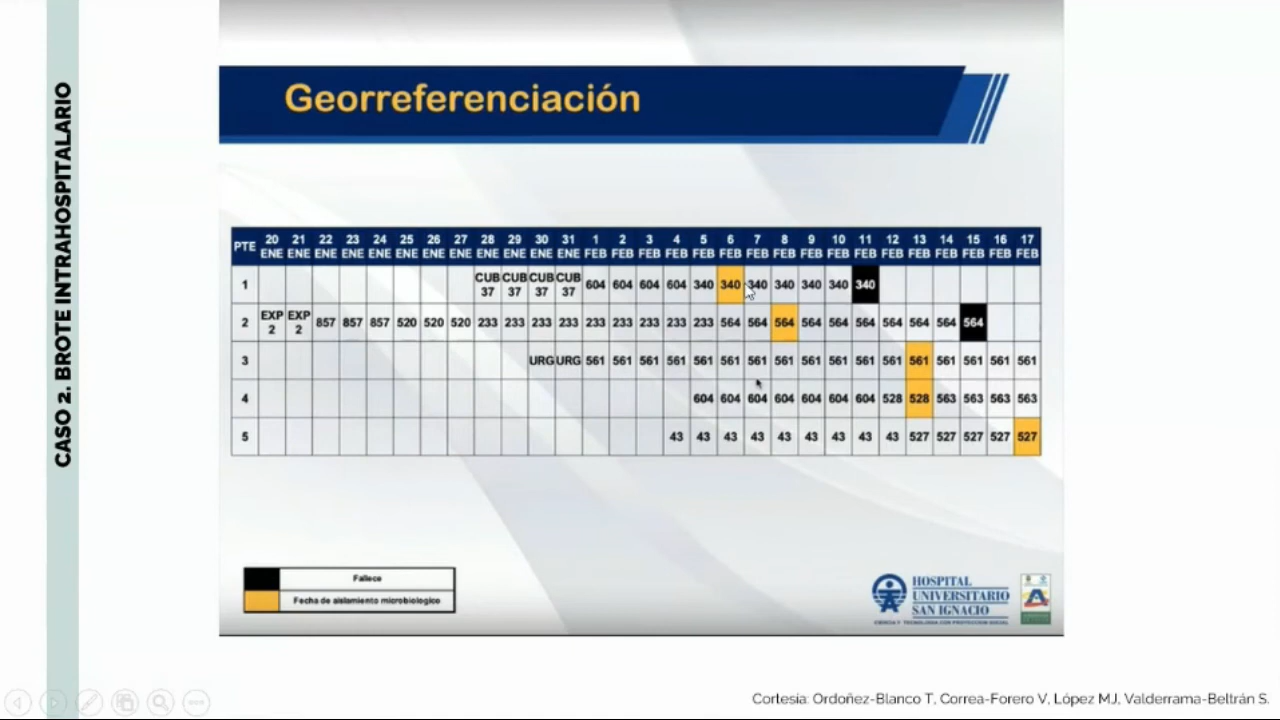 CASO 2. BROTE INTRAHOSPITALARIO
Georreferenciación
PTE 20 ENE 21 ENE 22 ENE 23 ENE 24 ENE 25 ENE 26 ENE 27 ENE 28 ENE 29 ENE 30 ENE 31 ENE 1 FEB 2 FEB 3 FEB 4 FEB 5 FEB 6 FEB 7 FEB 8 FEB 9 FEB 10 FEB 11 FEB 12 FEB 13 FEB 14 FEB 15 FEB 16 FEB 17 FEB
1 CUB 37 CUB 37 CUB 37 CUB 37 604 604 604 604 340 340 340 340 340 340 340
2 EXP 2 EXP 2 857 857 857 520 520 520 233 233 233 233 233 233 233 233 233 564 564 564 564 564 564 564 564 564 564
3 URG URG 561 561 561 561 561 561 561 561 561 561 561 561 561 561 561 561 561
4 604 604 604 604 604 604 604 528 528 563 563 563 563
5 43 43 43 43 43 43 43 43 43 527 527 527 527 527
Fallece
Fecha de aislamiento microbiologico
HOSPITAL
UNIVERSITARIO
SAN IGNACIO
CIENCIA Y TECNOLOGIA CON PROYECCION SOCIAL
Cortesía: Ordoñez-Blanco T, Correa-Forero V, López MJ, Valderrama-Beltrán S.